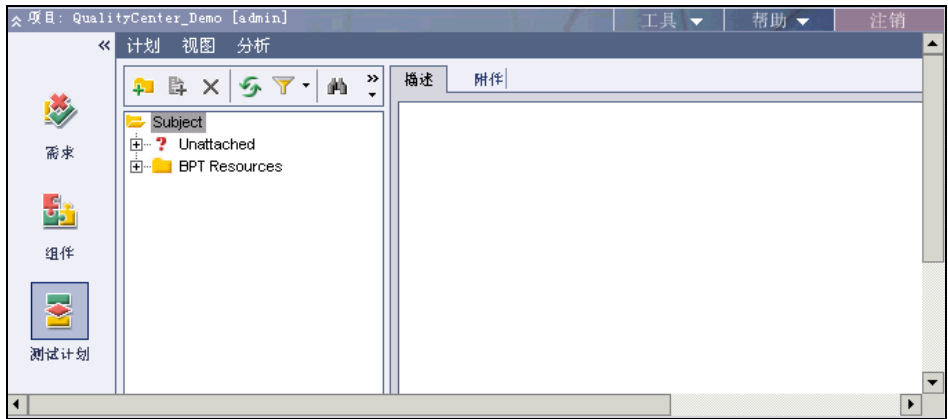 项目: QualityCenter_Demo [admin]
工具
帮助
注销
计划 视图 分析
需求
组件
测试计划
Subject
Unattached
BPT Resources
描述 附件